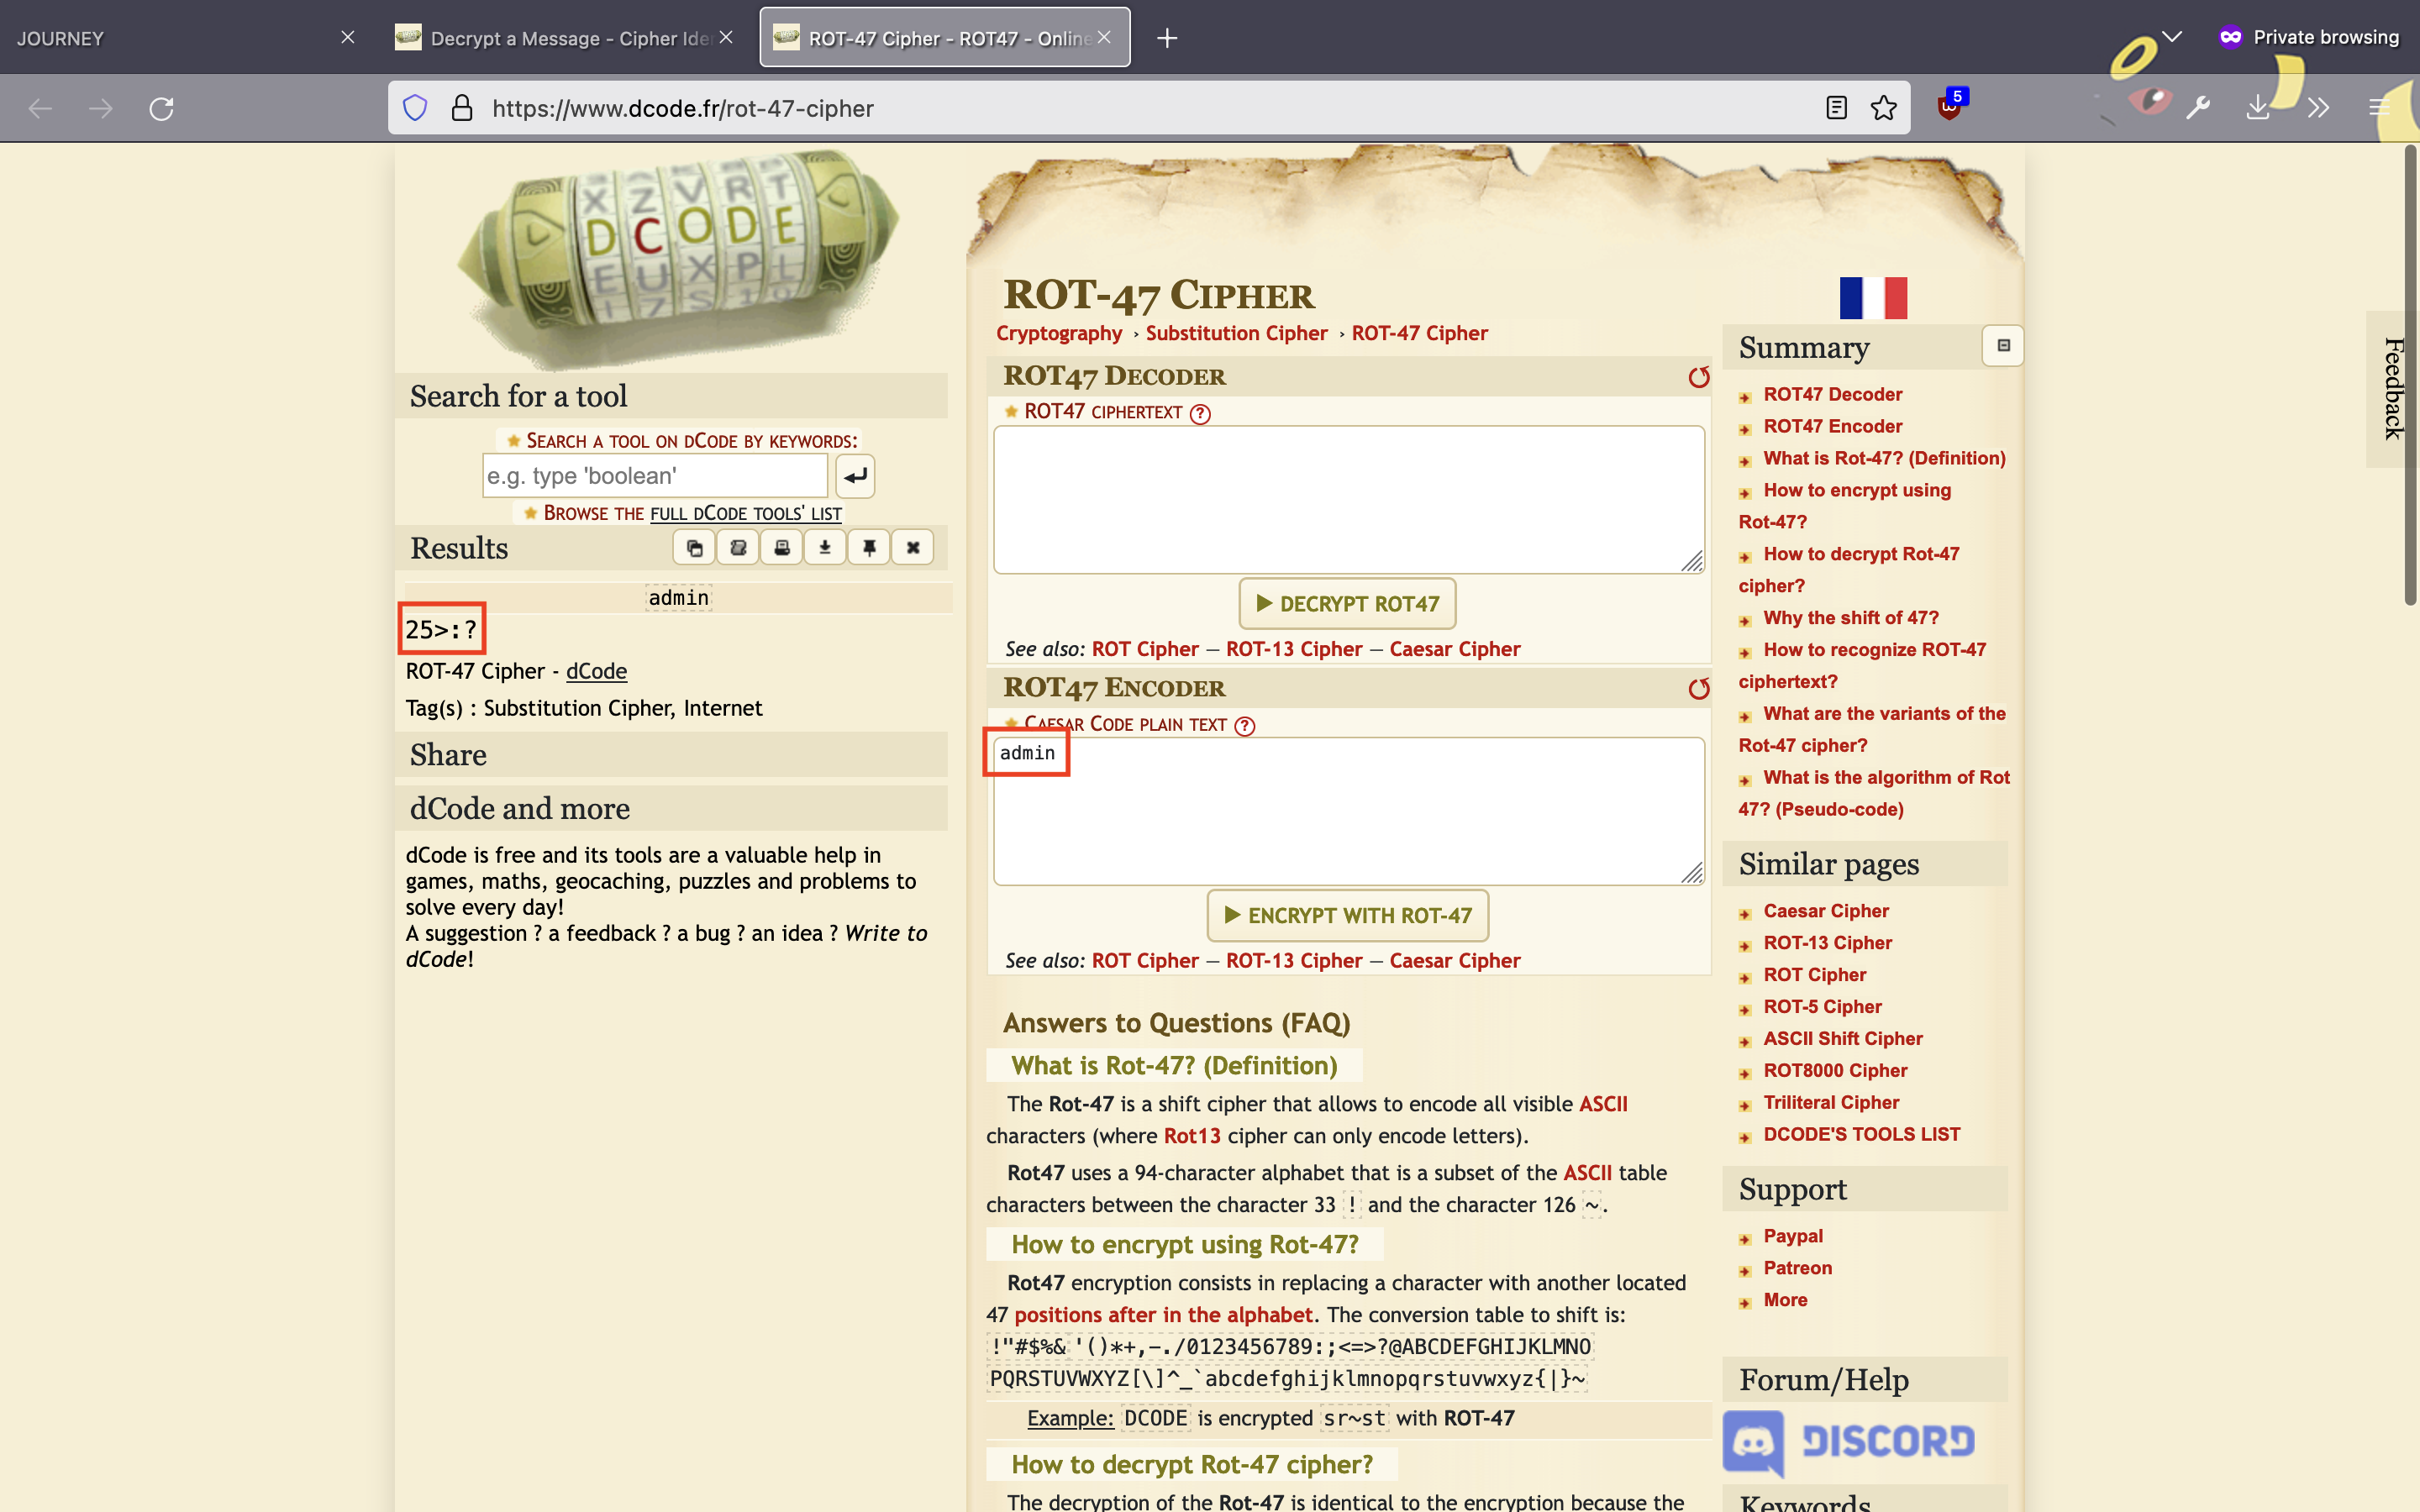 JOURNEY
Decrypt a Message - Cipher Ide
ROT-47 Cipher - ROT47 - Online
Private browsing
https://www.dcode.fr/rot-47-cipher
5
X Z V R T
D C O D E
E U X P L
Search for a tool
SEARCH A TOOL ON DCODE BY KEYWORDS:
e.g. type 'boolean'
BROWSE THE FULL DCODE TOOLS' LIST
Results
admin
25>:?
ROT-47 Cipher - dCode
Tag(s) : Substitution Cipher, Internet
Share
dCode and more
dCode is free and its tools are a valuable help in
games, maths, geocaching, puzzles and problems to
solve every day!
A suggestion ? a feedback ? a bug ? an idea ? Write to
dCode!
ROT-47 CIPHER
Cryptography › Substitution Cipher › ROT-47 Cipher
ROT47 DECODER
ROT47 CIPHERTEXT ?
DECRYPT ROT47
See also: ROT Cipher — ROT-13 Cipher — Caesar Cipher
ROT47 ENCODER
CAESAR CODE PLAIN TEXT ?
admin
ENCRYPT WITH ROT-47
See also: ROT Cipher — ROT-13 Cipher — Caesar Cipher
Answers to Questions (FAQ)
What is Rot-47? (Definition)
The Rot-47 is a shift cipher that allows to encode all visible ASCII
characters (where Rot13 cipher can only encode letters).
Rot47 uses a 94-character alphabet that is a subset of the ASCII table
characters between the character 33 ! and the character 126 ~.
How to encrypt using Rot-47?
Rot47 encryption consists in replacing a character with another located
47 positions after in the alphabet. The conversion table to shift is:
!"#$%& '()*+,-./0123456789:;<=>?@ABCDEFGHIJKLMNO
PQRSTUVWXYZ[\]^_`abcdefghijklmnopqrstuvwxyz{|}~
Example: DCODE is encrypted sr~st with ROT-47
How to decrypt Rot-47 cipher?
The decryption of the Rot-47 is identical to the encryption because the
Summary
ROT47 Decoder
ROT47 Encoder
What is Rot-47? (Definition)
How to encrypt using
Rot-47?
How to decrypt Rot-47
cipher?
Why the shift of 47?
How to recognize ROT-47
ciphertext?
What are the variants of the
Rot-47 cipher?
What is the algorithm of Rot
47? (Pseudo-code)
Similar pages
Caesar Cipher
ROT-13 Cipher
ROT Cipher
ROT-5 Cipher
ASCII Shift Cipher
ROT8000 Cipher
Triliteral Cipher
DCODE'S TOOLS LIST
Support
Paypal
Patreon
More
Forum/Help
DISCORD
Keywords
Feedback